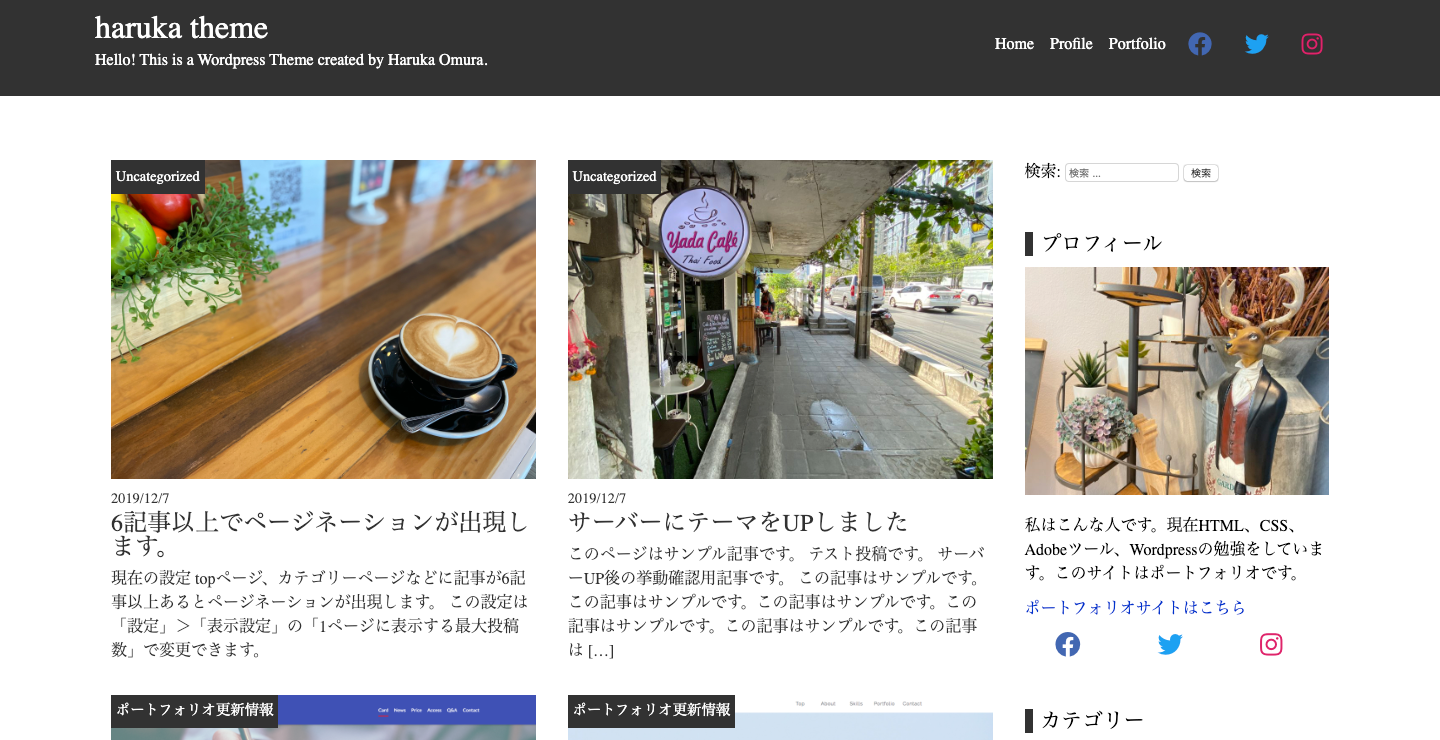 haruka theme
Hello! This is a Wordpress Theme created by Haruka Omura.
Home Profile Portfolio
Uncategorized
Yada Café
Thai Food
2019/12/7
6記事以上でページネーションが出現し
ます。
現在の設定 topページ、カテゴリーページなどに記事が6記
事以上あるとページネーションが出現します。 この設定は
「設定」＞「表示設定」の「1ページに表示する最大投稿
数」で変更できます。
Uncategorized
2019/12/7
サーバーにテーマをUPしました
このページはサンプル記事です。 テスト投稿です。 サーバ
ーUP後の挙動確認用記事です。 この記事はサンプルです。
この記事はサンプルです。この記事はサンプルです。この
記事はサンプルです。この記事はサンプルです。この記事
は […]
ポートフォリオ更新情報
Card News Price Access Q&A Contact
ポートフォリオ更新情報
Top About Skills Portfolio Contact
検索: 検索 … 検索
プロフィール
私はこんな人です。現在HTML、CSS、
Adobeツール、Wordpressの勉強をしていま
す。このサイトはポートフォリオです。
ポートフォリオサイトはこちら
カテゴリー